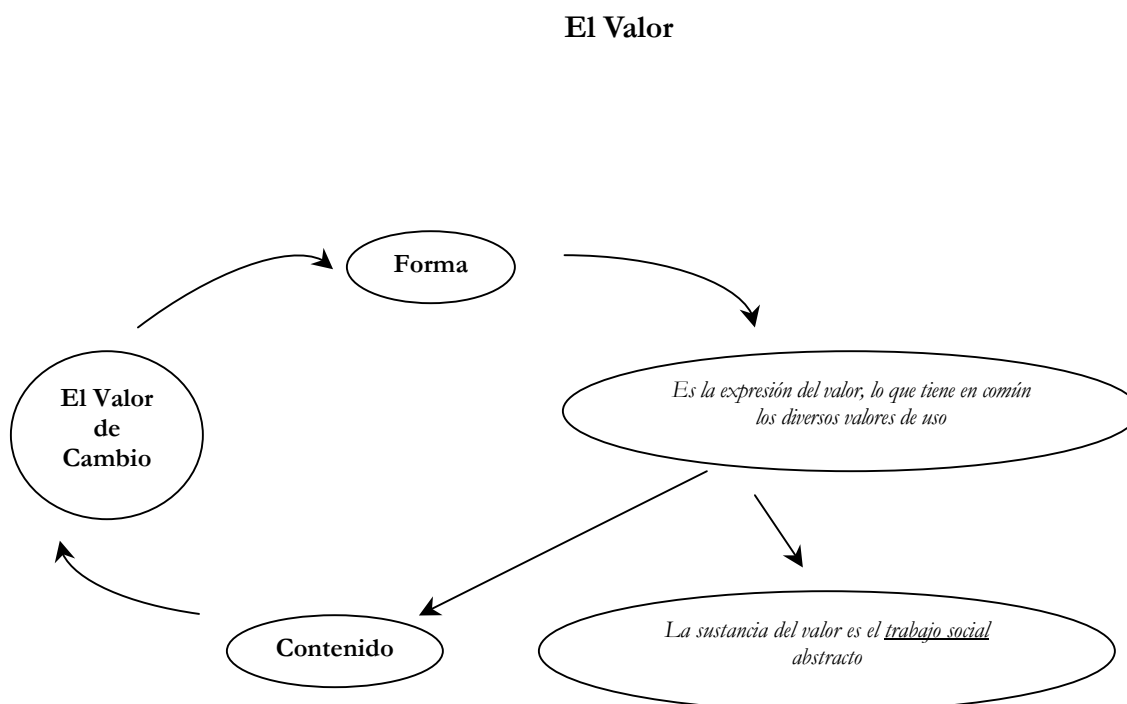 El Valor
Forma
El Valor
de
Cambio
Es la expresión del valor, lo que tiene en común
los diversos valores de uso
Contenido
La sustancia del valor es el trabajo social
abstracto